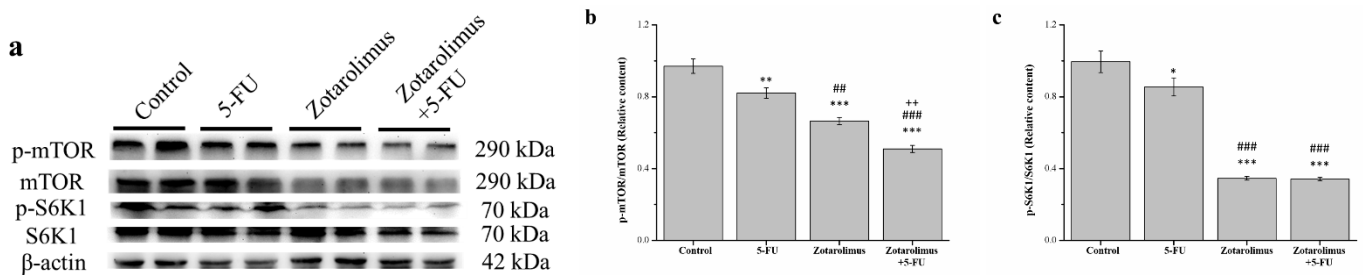 a
Control
5-FU
Zotarolimus
Zotarolimus
+5-FU
p-mTOR
290 kDa
mTOR
290 kDa
p-S6K1
70 kDa
S6K1
70 kDa
β-actin
42 kDa
b
p-mTOR/mTOR (Relative content)
1.2
0.8
0.4
0.0
**
##
***
++
###
***
Control
5-FU
Zotarolimus
Zotarolimus
+5-FU
c
p-S6K1/S6K1 (Relative content)
1.2
0.8
0.4
0.0
*
###
***
###
***
Control
5-FU
Zotarolimus
Zotarolimus
+5-FU